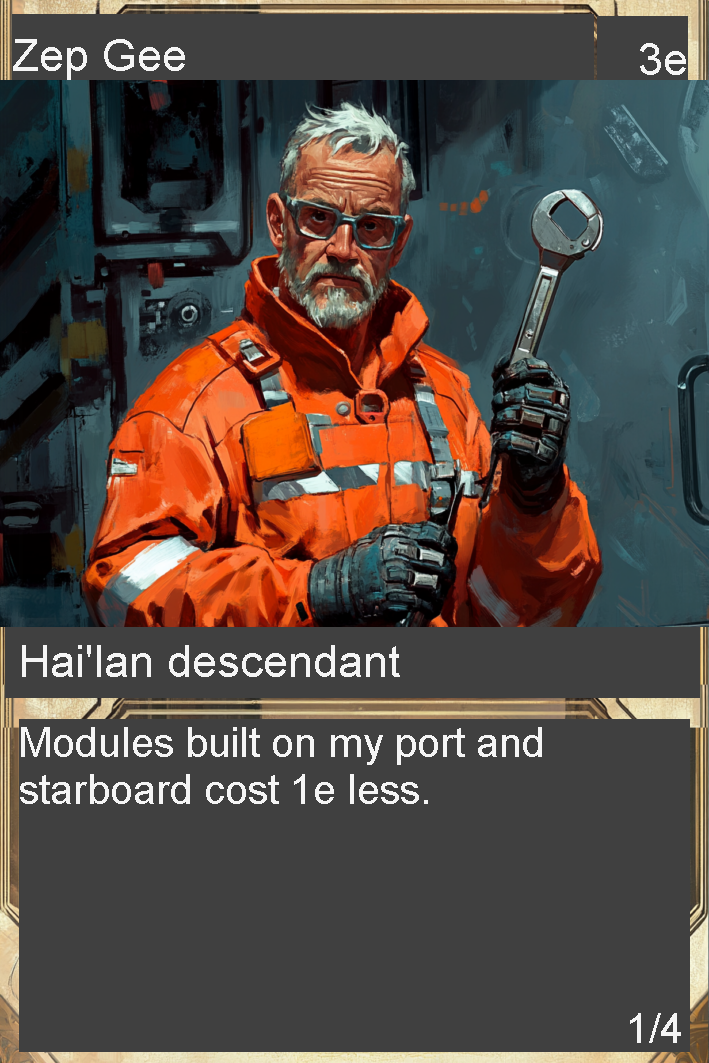 Zep Gee
3e
Hai'lan descendant
Modules built on my port and
starboard cost 1e less.
1/4